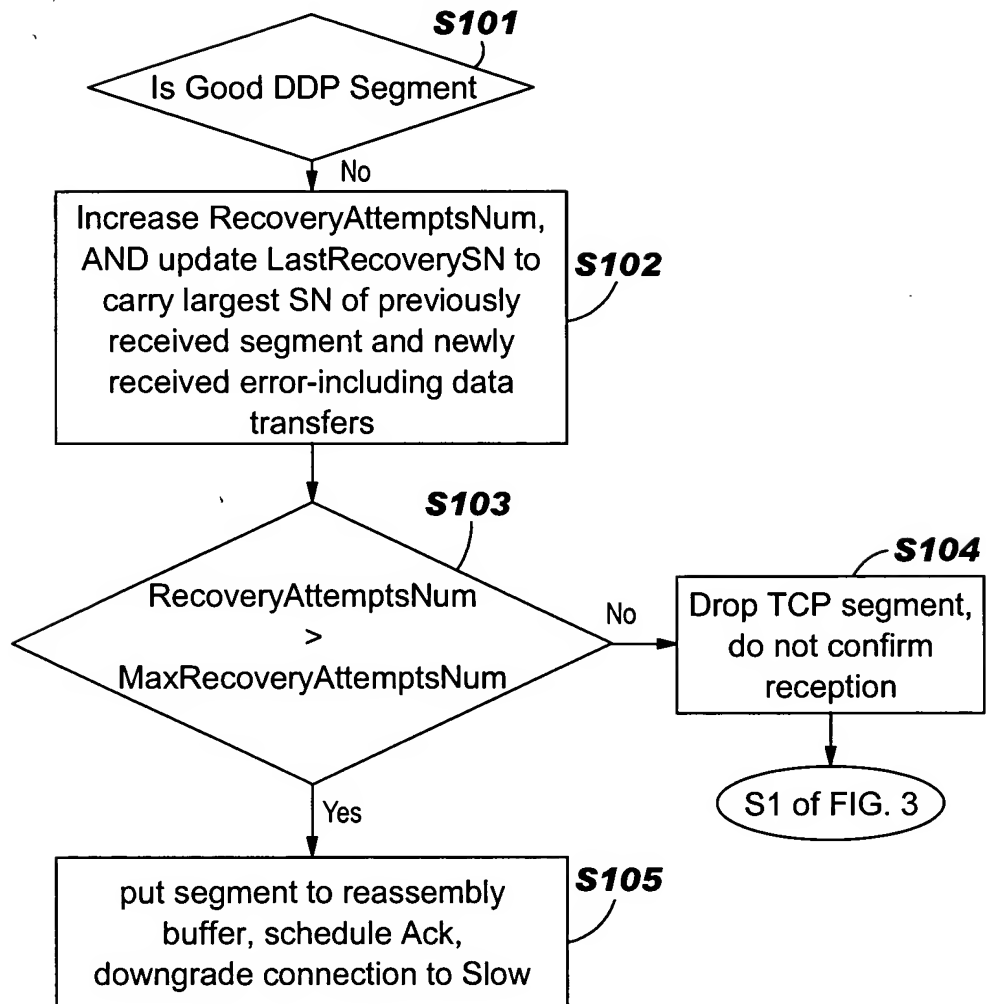 S101
Is Good DDP Segment
No
Increase RecoveryAttemptsNum,
AND update LastRecoverySN to
carry largest SN of previously
received segment and newly
received error-including data
transfers
S102
S103
RecoveryAttemptsNum
>
MaxRecoveryAttemptsNum
No
S104
Drop TCP segment,
do not confirm
reception
S1 of FIG. 3
Yes
put segment to reassembly
buffer, schedule Ack,
downgrade connection to Slow
S105